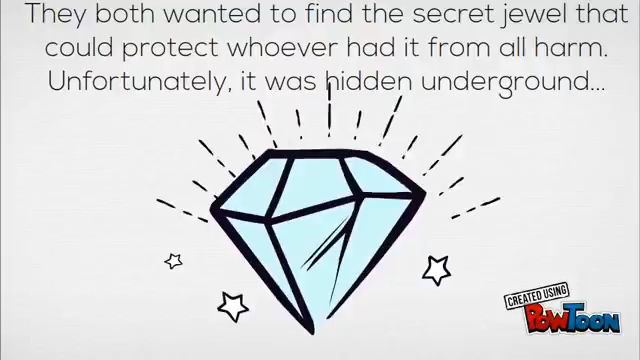 They both wanted to find the secret jewel that
could protect whoever had it from all harm.
Unfortunately, it was hidden underground...
CREATED USING
POWTOON